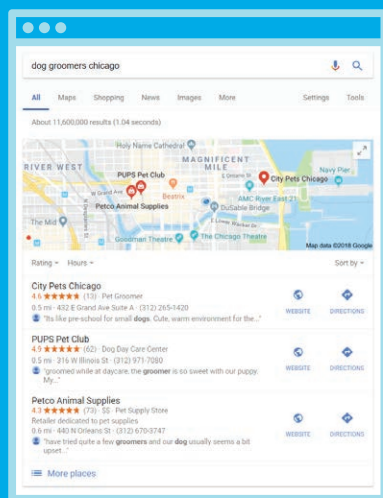 dog groomers chicago
All Maps Shopping News Images More Settings Tools
About 11,600,000 results (1.04 seconds)
Holy Name Cathedral
RIVER WEST
MAGNIFICENT
MILE
PUPS Pet Club
E Ontario St
City Pets Chicago
Navy Pier
W Grand Ave
Beatrix
AMC River East 21
Petco Animal Supplies
DuSable Bridge
The Mid
E Lower Wacker Dr
Goodman Theatre
The Chicago Theatre
Map data ©2018 Google
Rating Hours Sort by
City Pets Chicago
4.6 ★★★★★ (13) · Pet Groomer
0.5 mi · 432 E Grand Ave Suite A · (312) 265-1420
"Its like pre-school for small dogs. Cute, warm environment for the..."
WEBSITE DIRECTIONS
PUPS Pet Club
4.9 ★★★★★ (62) · Dog Day Care Center
0.5 mi · 316 W Illinois St · (312) 971-7080
"groomed while at daycare, the groomer is so sweet with our puppy.
My..."
WEBSITE DIRECTIONS
Petco Animal Supplies
4.3 ★★★★★ (73) · $$ · Pet Supply Store
Retailer dedicated to pet supplies
0.6 mi · 440 N Orleans St · (312) 670-3747
"have tried quite a few groomers and our dog usually seems a bit
upset..."
WEBSITE DIRECTIONS
More places